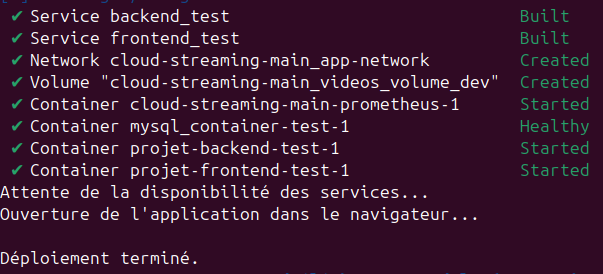 ✔ Service backend_test Built
✔ Service frontend_test Built
✔ Network cloud-streaming-main_app-network Created
✔ Volume "cloud-streaming-main_videos_volume_dev" Created
✔ Container cloud-streaming-main-prometheus-1 Started
✔ Container mysql_container-test-1 Healthy
✔ Container projet-backend-test-1 Started
✔ Container projet-frontend-test-1 Started
Attente de la disponibilité des services...
Ouverture de l'application dans le navigateur...
Déploiement terminé.